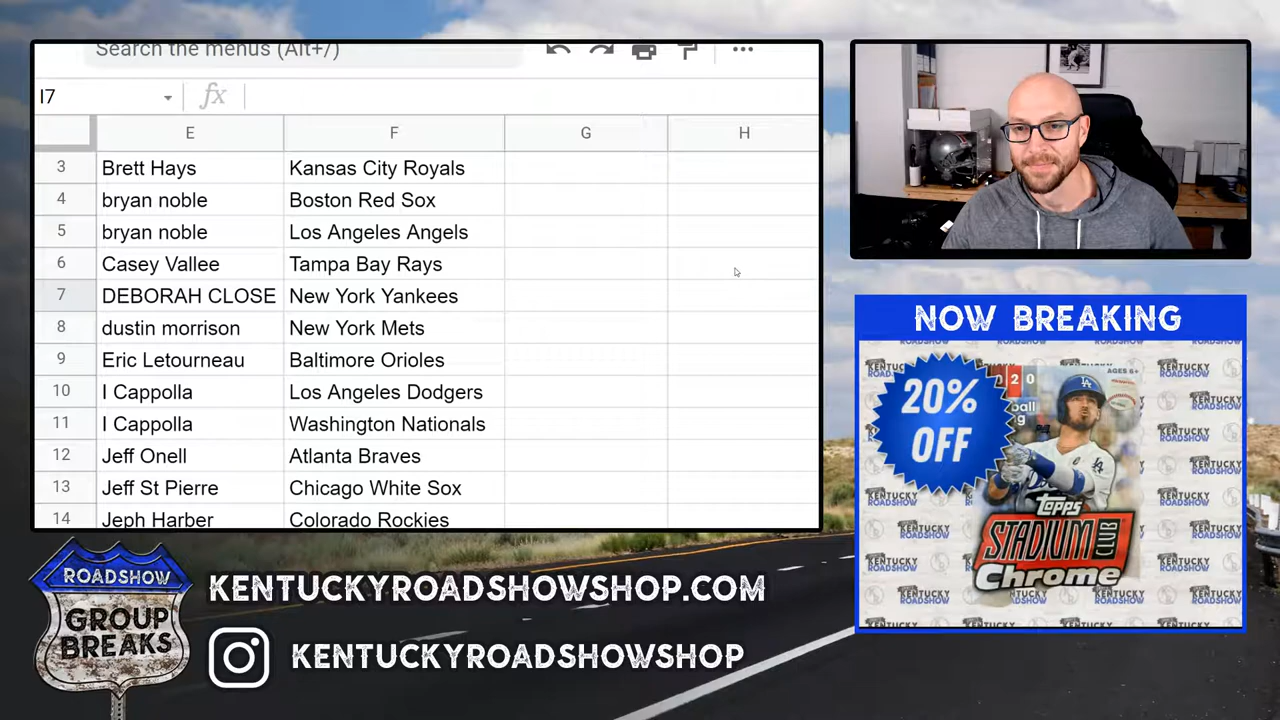 Search the menus (Alt+/)
I7
fx
E F G H
3 Brett Hays Kansas City Royals
4 bryan noble Boston Red Sox
5 bryan noble Los Angeles Angels
6 Casey Vallee Tampa Bay Rays
7 DEBORAH CLOSE New York Yankees
8 dustin morrison New York Mets
9 Eric Letourneau Baltimore Orioles
10 I Cappolla Los Angeles Dodgers
11 I Cappolla Washington Nationals
12 Jeff Onell Atlanta Braves
13 Jeff St Pierre Chicago White Sox
14 Jeph Harber Colorado Rockies
NOW BREAKING
20%
OFF
AGES 8+
TOPPS
STADIUM CLUB
Chrome
KENTUCKY
ROADSHOW
ROADSHOW
GROUP
BREAKS
KENTUCKYROADSHOWSHOP.COM
KENTUCKYROADSHOWSHOP